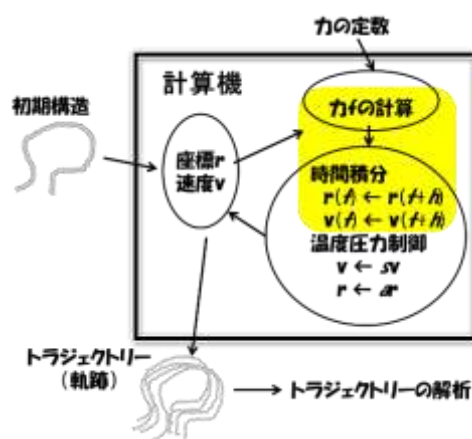 力の定数
計算機
初期構造
力fの計算
座標r
速度v
時間積分
r(t) ← r(t+h)
v(t) ← v(t+h)
温度圧力制御
v ← sv
r ← ar
トラジェクトリー
(軌跡)
トラジェクトリーの解析